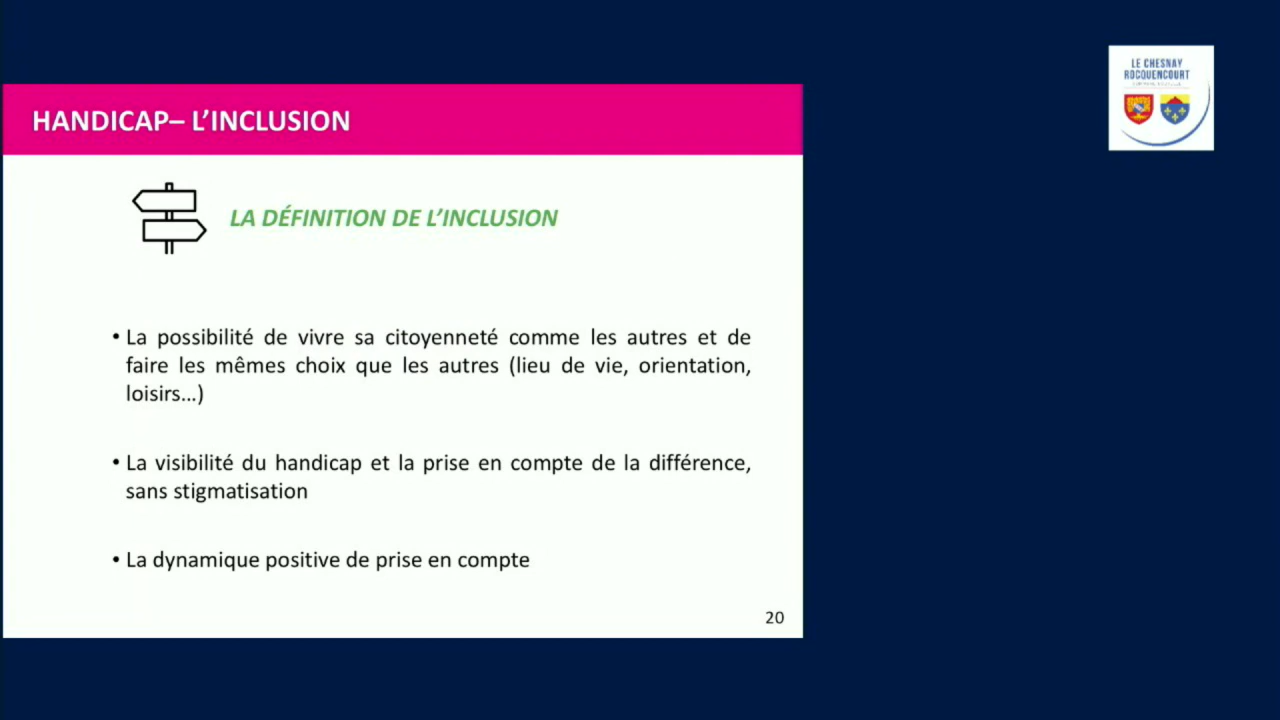 LE CHESNAY
ROCQUENCOURT
HANDICAP– L’INCLUSION
LA DÉFINITION DE L’INCLUSION
• La possibilité de vivre sa citoyenneté comme les autres et de
faire les mêmes choix que les autres (lieu de vie, orientation,
loisirs…)
• La visibilité du handicap et la prise en compte de la différence,
sans stigmatisation
• La dynamique positive de prise en compte
20